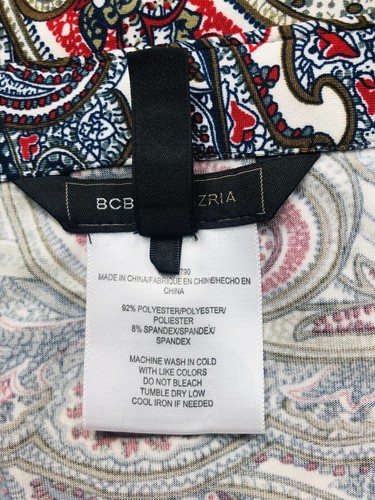 BCB ZRIA
790
MADE IN CHINA/FABRIQUE EN CHINE/HECHO EN
CHINA
92% POLYESTER/POLYESTER/
POLIESTER
8% SPANDEX/SPANDEX/
SPANDEX
MACHINE WASH IN COLD
WITH LIKE COLORS
DO NOT BLEACH
TUMBLE DRY LOW
COOL IRON IF NEEDED